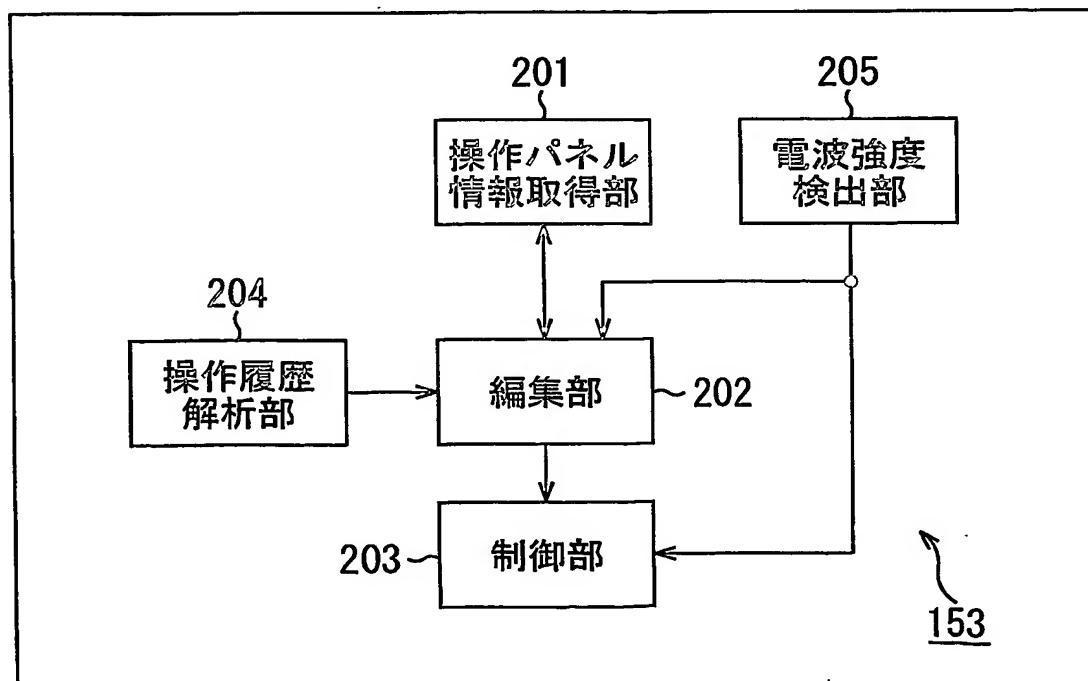 201
操作パネル
情報取得部
205
電波強度
検出部
204
操作履歴
解析部
編集部
202
203
制御部
153